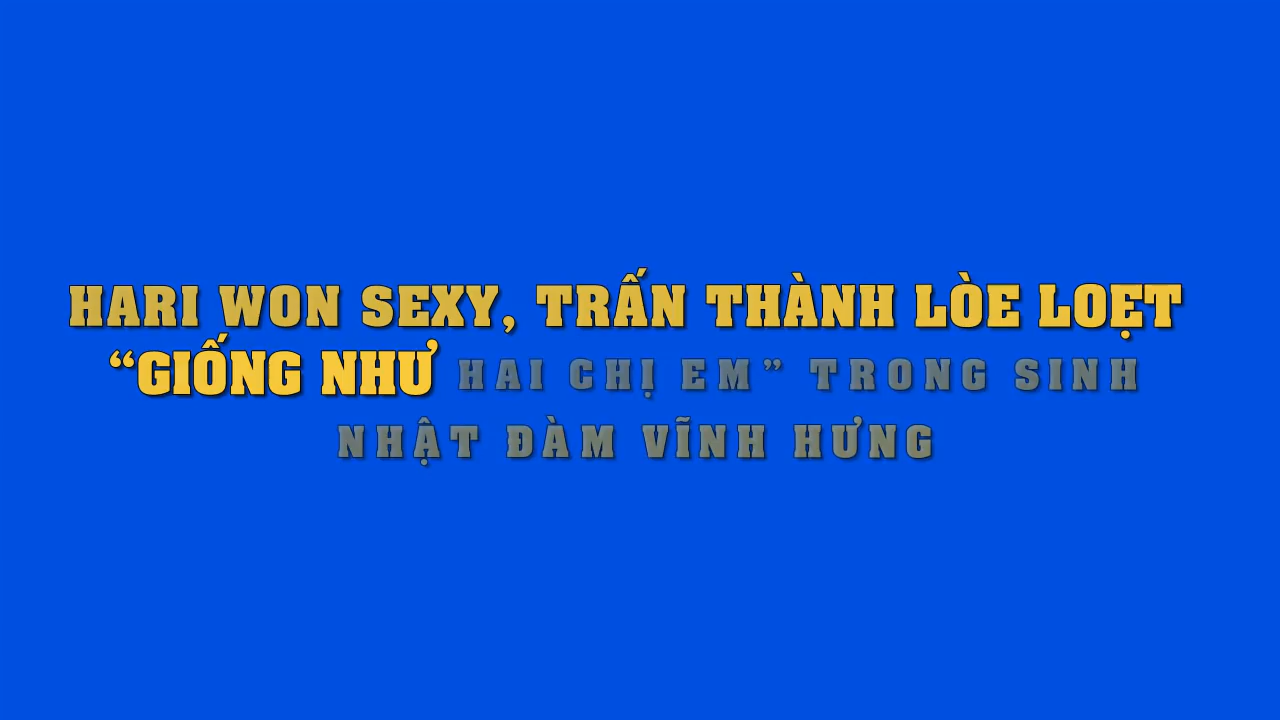 HARI WON SEXY, TRẤN THÀNH LÒE LOẸT
“GIỐNG NHƯ HAI CHỊ EM” TRONG SINH
NHẬT ĐÀM VĨNH HƯNG